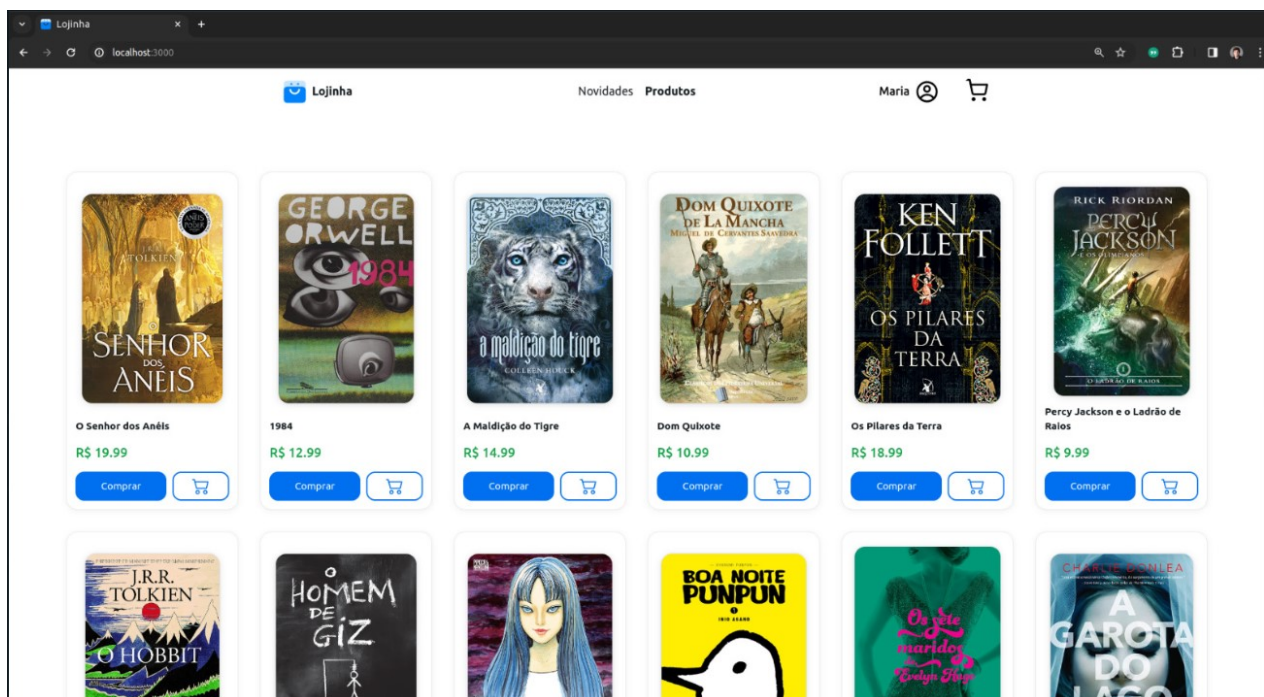 Lojinha
localhost:3000
Lojinha
Novidades Produtos
Maria
TOLKIEN
O
SENHOR
DOS
ANÉIS
GEORGE
ORWELL
1984
a maldição do tigre
COLLEEN HOUCK
DOM QUIXOTE
DE LA MANCHA
MIGUEL DE CERVANTES SAAVEDRA
KEN
FOLLETT
OS PILARES
DA
TERRA
RICK RIORDAN
PERCY
JACKSON
E OS OLIMPIANOS
1
O LADRÃO DE RAIOS
O Senhor dos Anéis
1984
A Maldição do Tigre
Dom Quixote
Os Pilares da Terra
Percy Jackson e o Ladrão de
Raios
R$ 19.99
R$ 12.99
R$ 14.99
R$ 10.99
R$ 18.99
R$ 9.99
Comprar
Comprar
Comprar
Comprar
Comprar
Comprar
J.R.R.
TOLKIEN
O HOBBIT
O
HOMEM
DE
GIZ
BOA NOITE
PUNPUN
1
INIO ASANO
Os sete
maridos
de
Evelyn Hugo
CHARLIE DONLEA
A
GAROTA
DO
LAGO